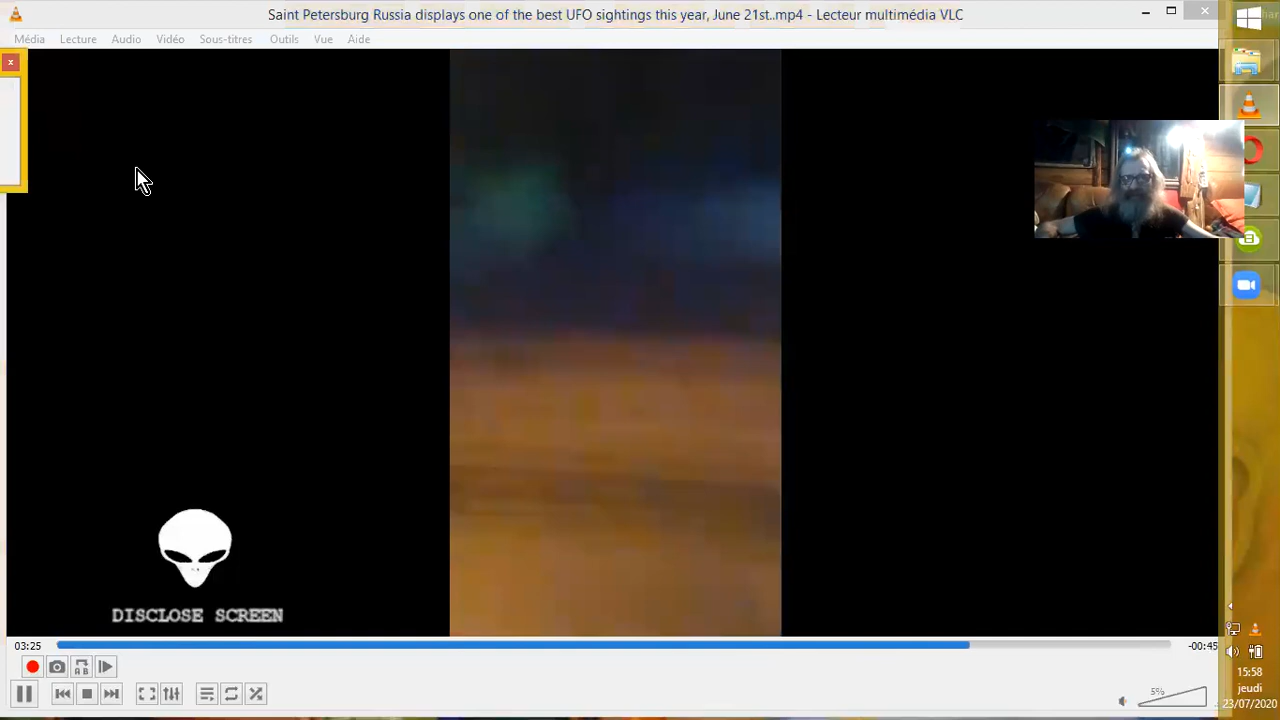 Saint Petersburg Russia displays one of the best UFO sightings this year, June 21st..mp4 - Lecteur multimédia VLC
Média Lecture Audio Vidéo Sous-titres Outils Vue Aide
DISCLOSE SCREEN
03:25
-00:45
5%
15:58
jeudi
23/07/2020